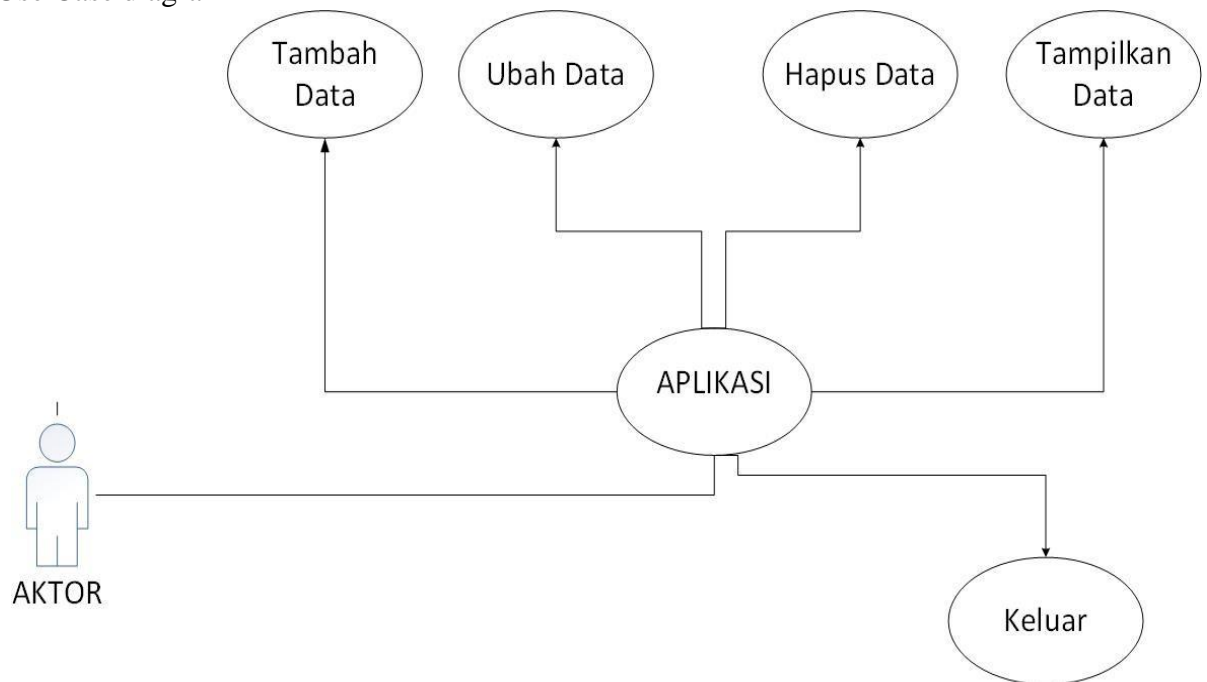 Tambah
Data
Ubah Data
Hapus Data
Tampilkan
Data
APLIKASI
AKTOR
Keluar